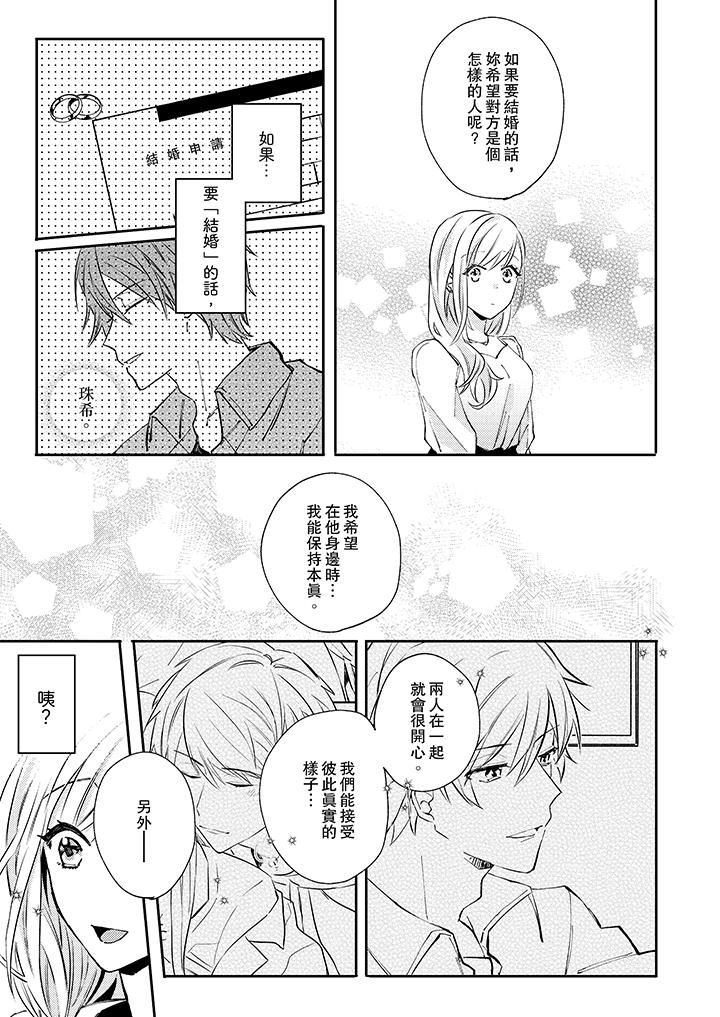 如果要結婚的話，
妳希望對方是個
怎樣的人呢？
結婚申請
如果…
要「結婚」的話，
珠希。
我希望
在他身邊時…
我能保持本真。
兩人在一起
就會很開心。
我們能接受
彼此真實的
樣子…
另外——
咦？